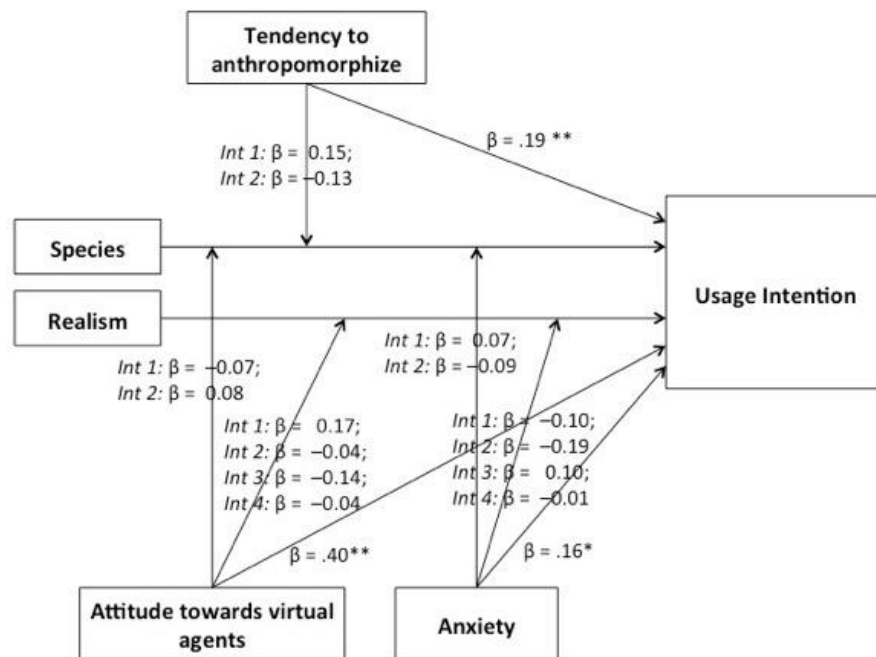 Tendency to
anthropomorphize
β = .19 **
Int 1: β = 0.15;
Int 2: β = −0.13
Species
Realism
Usage Intention
Int 1: β = −0.07;
Int 2: β = 0.08
Int 1: β = 0.07;
Int 2: β = −0.09
Int 1: β = 0.17;
Int 2: β = −0.04;
Int 3: β = −0.14;
Int 4: β = −0.04
Int 1: β = −0.10;
Int 2: β = −0.19
Int 3: β = 0.10;
Int 4: β = −0.01
β = .40**
β = .16*
Attitude towards virtual
agents
Anxiety